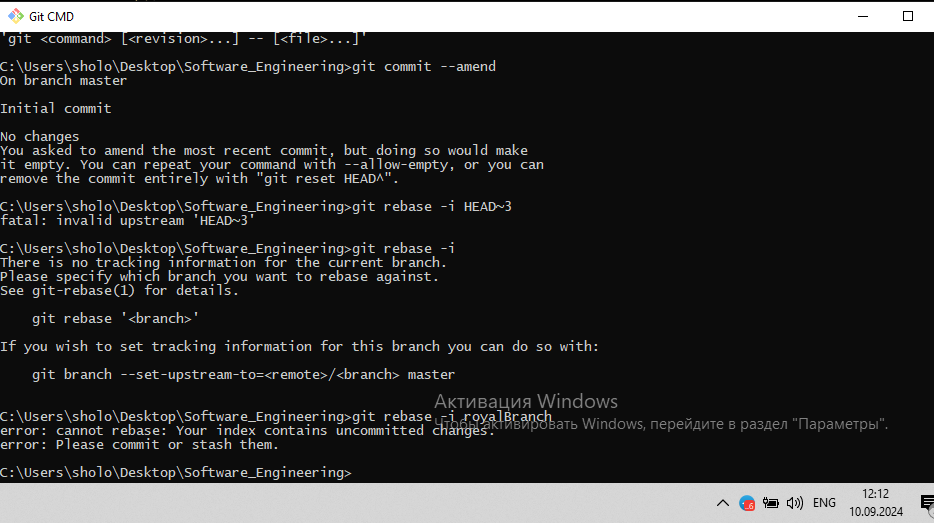 Git CMD
'git <command> [<revision>...] -- [<file>...]'
C:\Users\sholo\Desktop\Software_Engineering>git commit --amend
On branch master
Initial commit
No changes
You asked to amend the most recent commit, but doing so would make
it empty. You can repeat your command with --allow-empty, or you can
remove the commit entirely with "git reset HEAD^".
C:\Users\sholo\Desktop\Software_Engineering>git rebase -i HEAD~3
fatal: invalid upstream 'HEAD~3'
C:\Users\sholo\Desktop\Software_Engineering>git rebase -i
There is no tracking information for the current branch.
Please specify which branch you want to rebase against.
See git-rebase(1) for details.
git rebase '<branch>'
If you wish to set tracking information for this branch you can do so with:
git branch --set-upstream-to=<remote>/<branch> master
Активация Windows
C:\Users\sholo\Desktop\Software_Engineering>git rebase -i royalBranch
Чтобы активировать Windows, перейдите в раздел "Параметры".
error: cannot rebase: Your index contains uncommitted changes.
error: Please commit or stash them.
C:\Users\sholo\Desktop\Software_Engineering>
ENG
12:12
10.09.2024